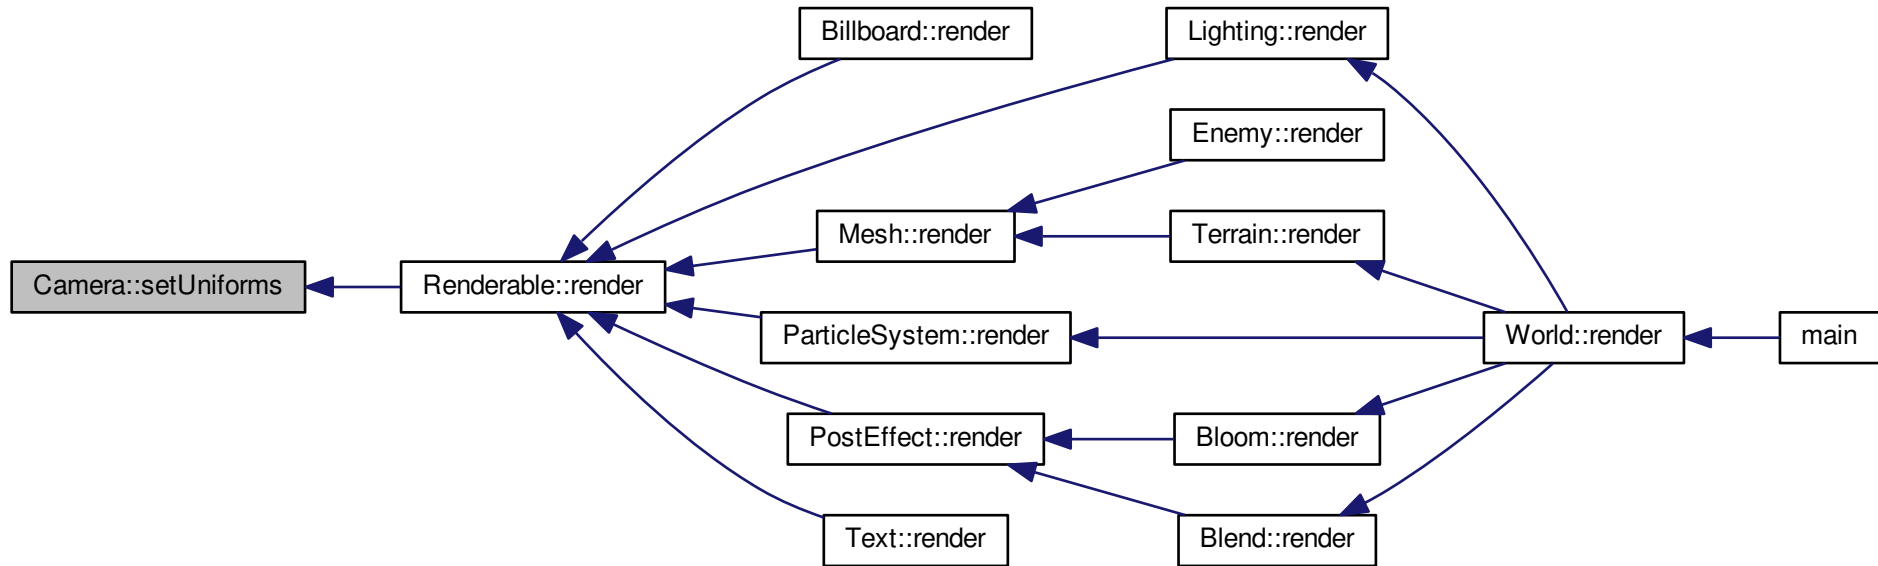 Billboard::render
Lighting::render
Enemy::render
Mesh::render
Terrain::render
Camera::setUniforms
Renderable::render
ParticleSystem::render
World::render
main
PostEffect::render
Bloom::render
Text::render
Blend::render